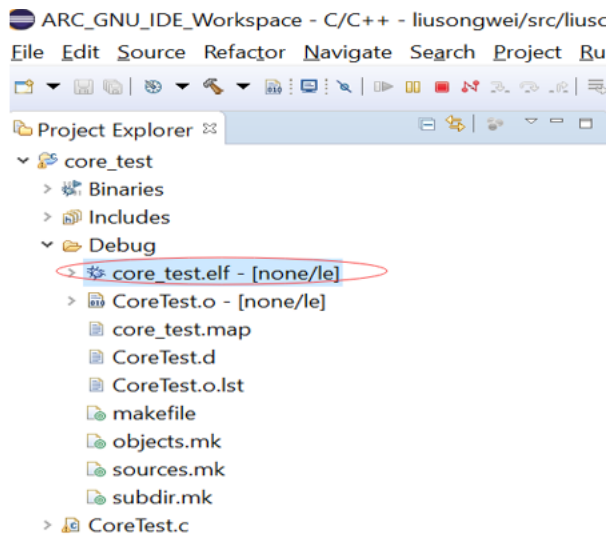 ARC_GNU_IDE_Workspace - C/C++ - liusongwei/src/liusc
File Edit Source Refactor Navigate Search Project Ru
Project Explorer
core_test
Binaries
Includes
Debug
core_test.elf - [none/le]
CoreTest.o - [none/le]
core_test.map
CoreTest.d
CoreTest.o.lst
makefile
objects.mk
sources.mk
subdir.mk
CoreTest.c